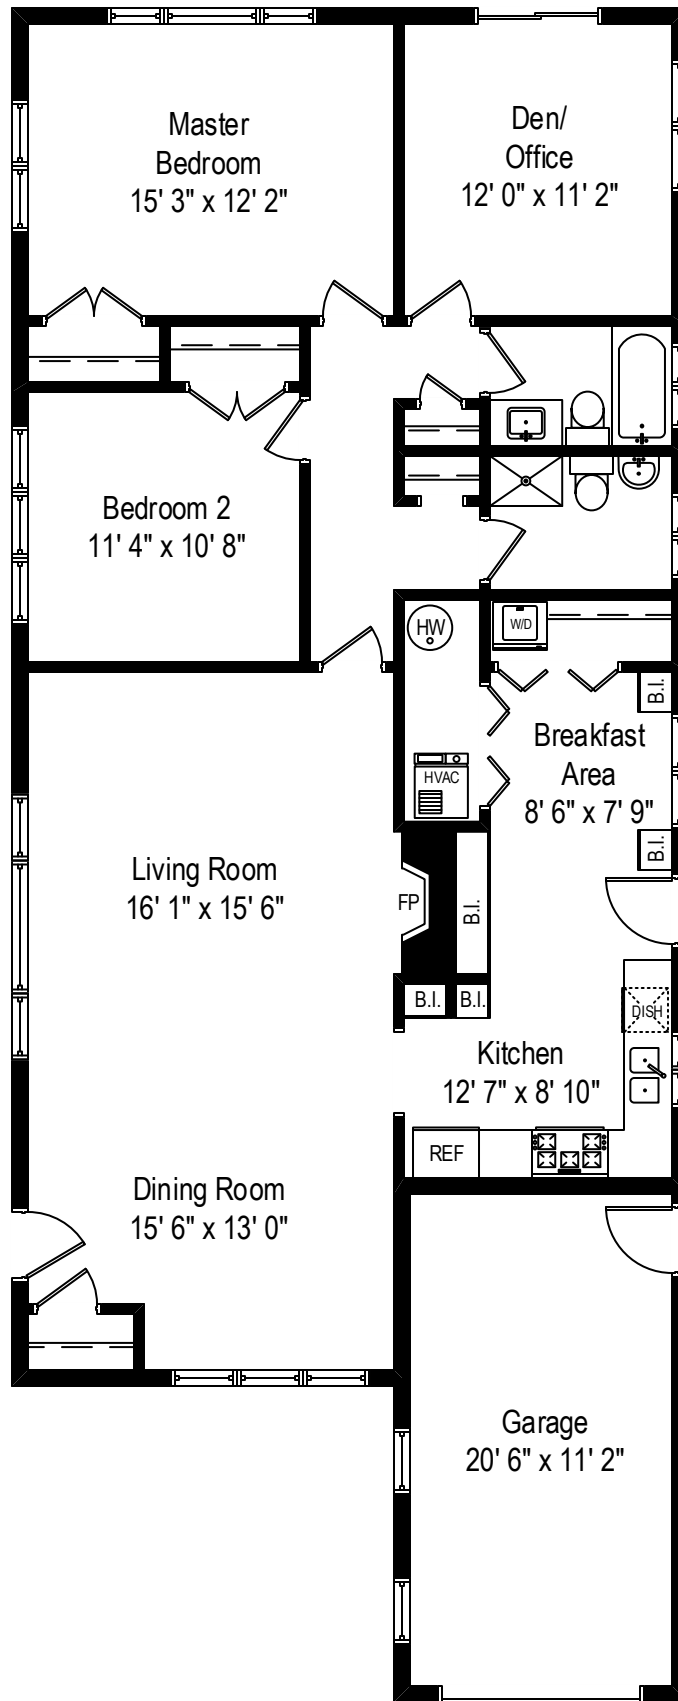 Master
Bedroom
15' 3" x 12' 2"
Den/
Office
12' 0" x 11' 2"
Bedroom 2
11' 4" x 10' 8"
HW
W/D
B.I.
Breakfast
Area
8' 6" x 7' 9"
HVAC
B.I.
Living Room
16' 1" x 15' 6"
FP
B.I.
B.I.
B.I.
DISH
Kitchen
12' 7" x 8' 10"
REF
Dining Room
15' 6" x 13' 0"
Garage
20' 6" x 11' 2"